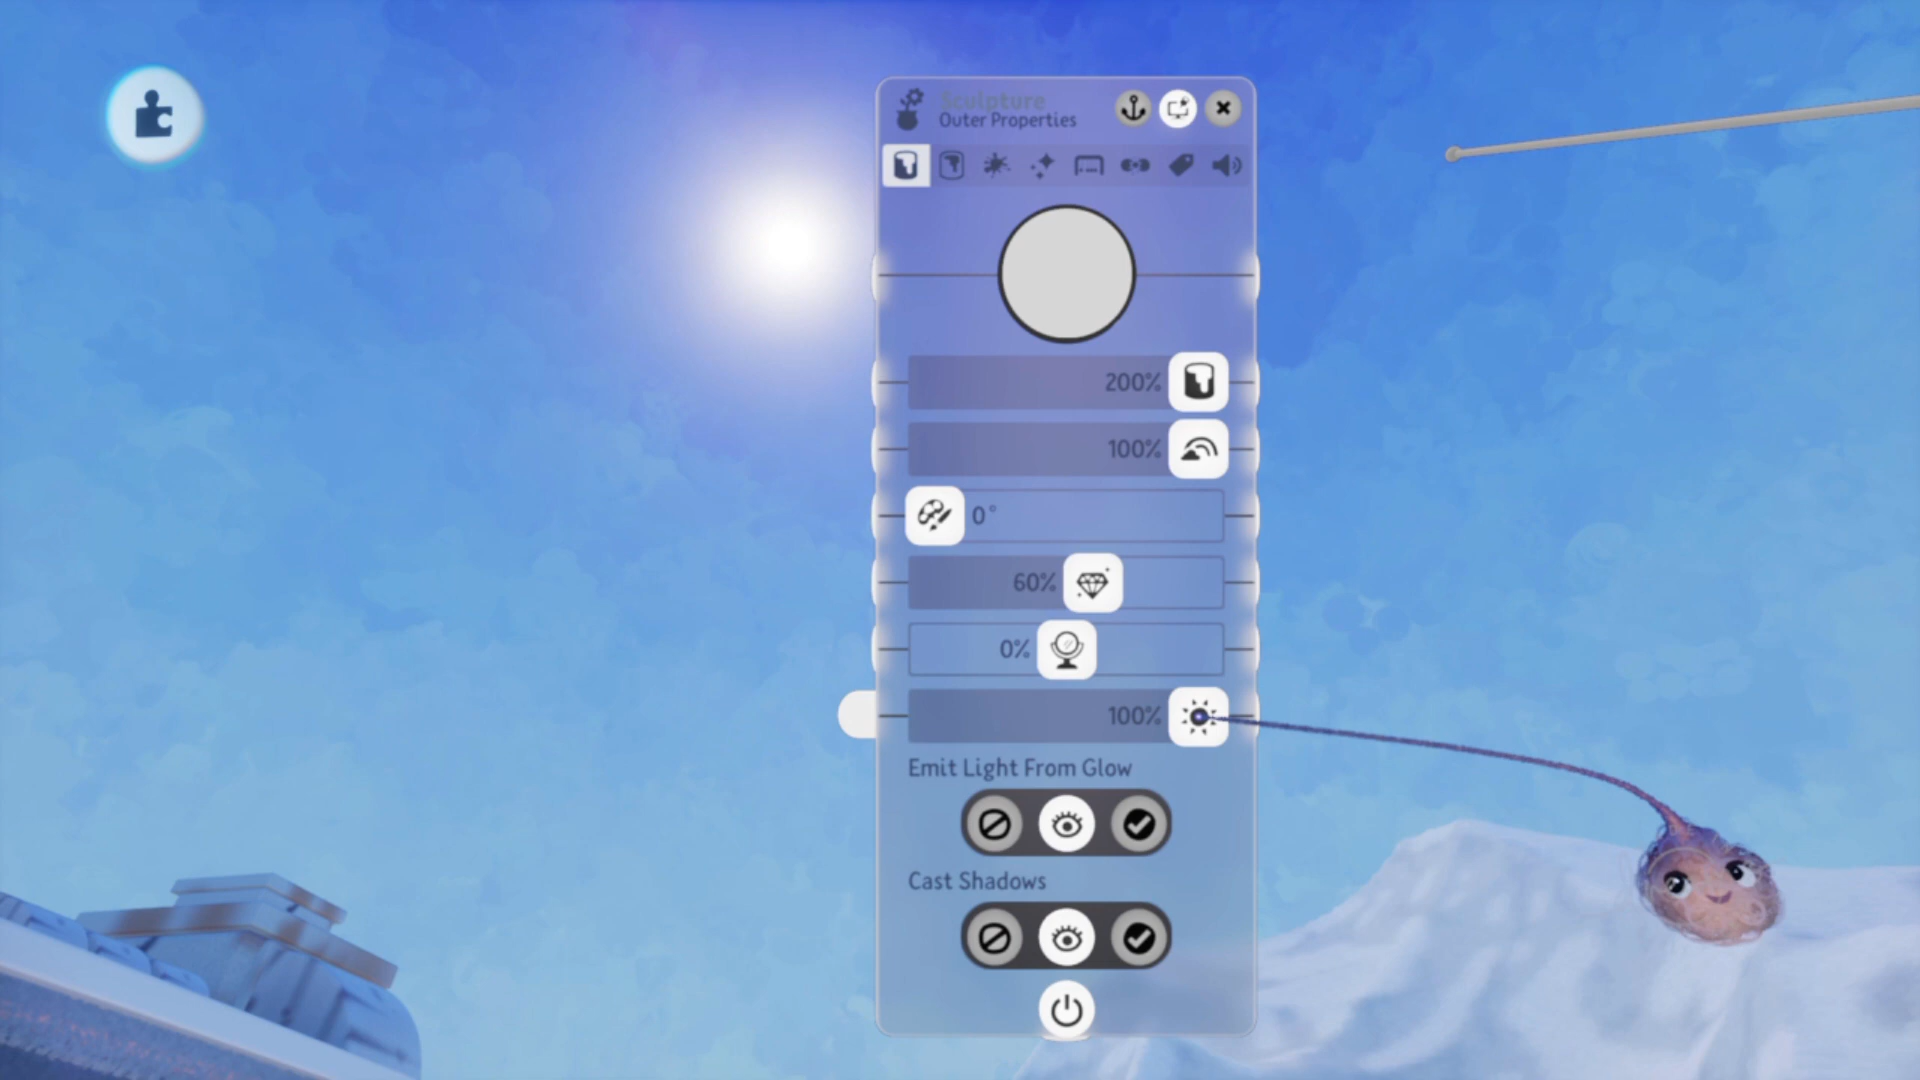 Sculpture
Outer Properties
200%
100%
0°
60%
0%
100%
Emit Light From Glow
Cast Shadows